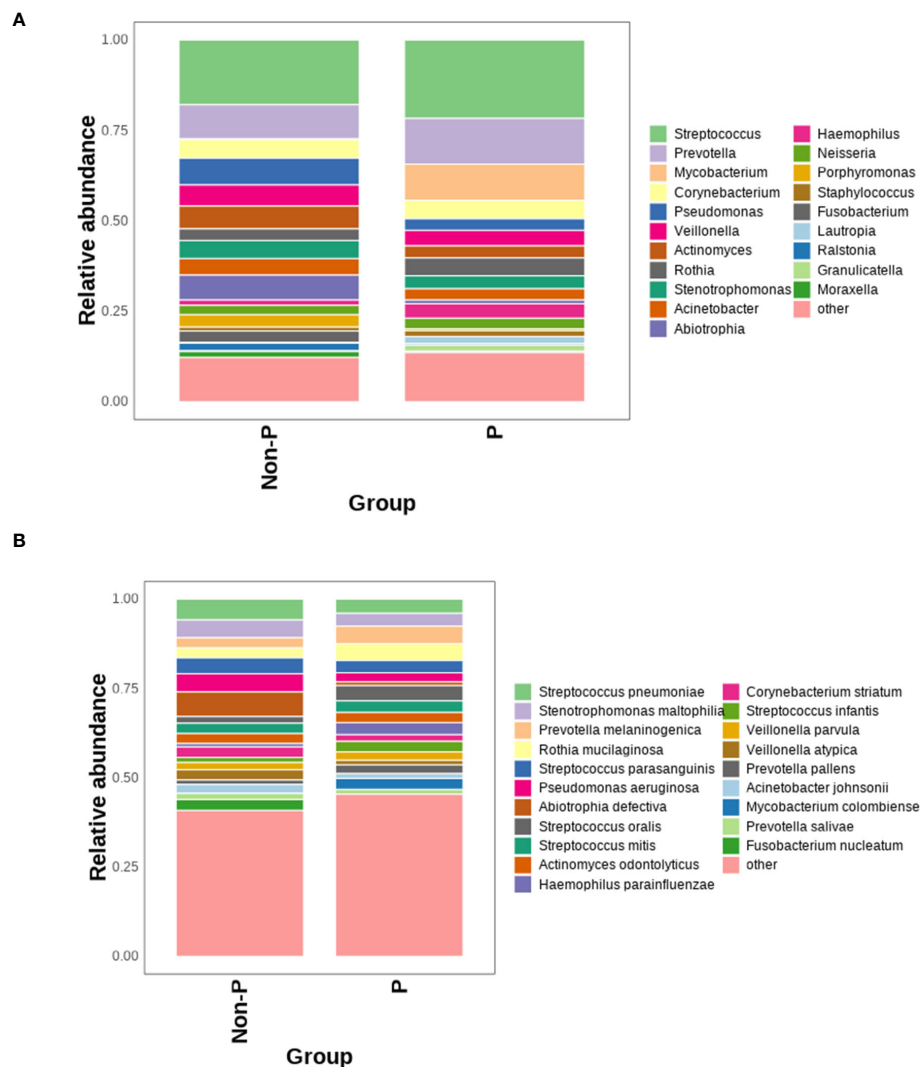 A
1.00
0.75
0.50
0.25
0.00
Relative abundance
Non-P
P
Group
Streptococcus
Prevotella
Mycobacterium
Corynebacterium
Pseudomonas
Veillonella
Actinomyces
Rothia
Stenotrophomonas
Acinetobacter
Abiotrophia
Haemophilus
Neisseria
Porphyromonas
Staphylococcus
Fusobacterium
Lautropia
Ralstonia
Granulicatella
Moraxella
other
B
1.00
0.75
0.50
0.25
0.00
Relative abundance
Non-P
P
Group
Streptococcus pneumoniae
Stenotrophomonas maltophilia
Prevotella melaninogenica
Rothia mucilaginosa
Streptococcus parasanguinis
Pseudomonas aeruginosa
Abiotrophia defectiva
Streptococcus oralis
Streptococcus mitis
Actinomyces odontolyticus
Haemophilus parainfluenzae
Corynebacterium striatum
Streptococcus infantis
Veillonella parvula
Veillonella atypica
Prevotella pallens
Acinetobacter johnsonii
Mycobacterium colombiense
Prevotella salivae
Fusobacterium nucleatum
other